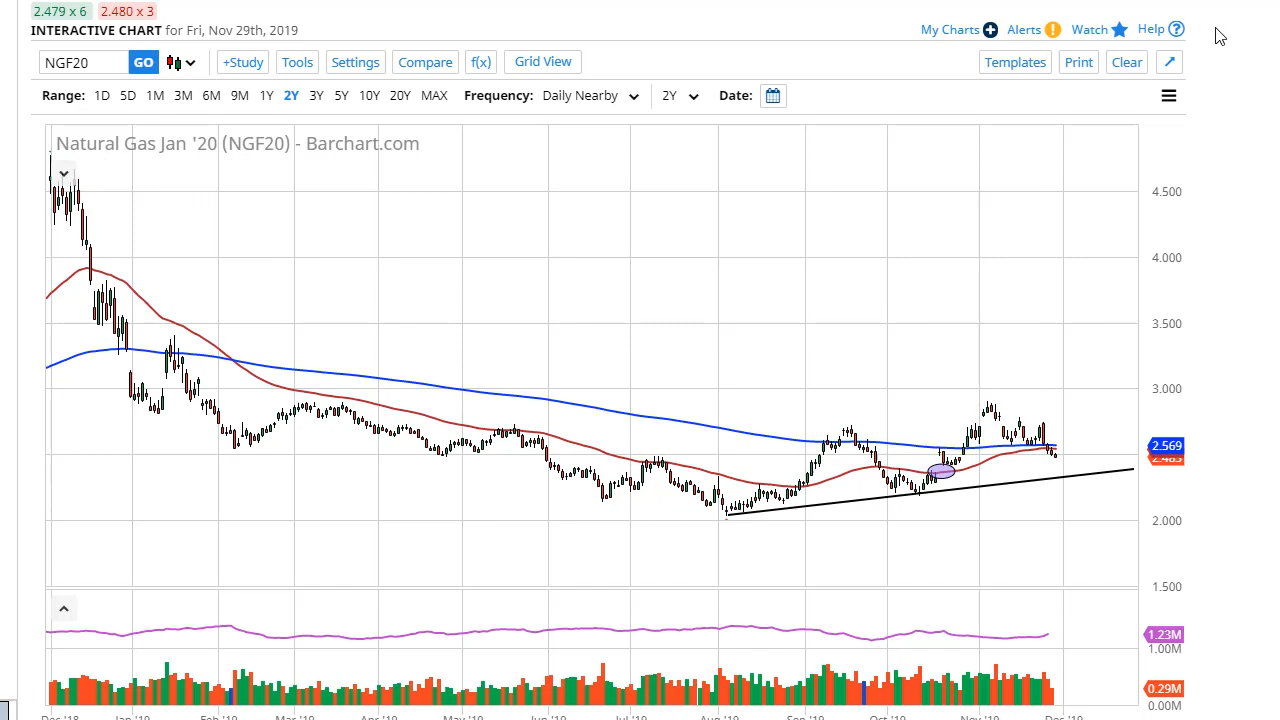 2.479 x 6 2.480 x 3
INTERACTIVE CHART for Fri, Nov 29th, 2019
My Charts Alerts Watch Help
NGF20 GO +Study Tools Settings Compare f(x) Grid View Templates Print Clear
Range: 1D 5D 1M 3M 6M 9M 1Y 2Y 3Y 5Y 10Y 20Y MAX Frequency: Daily Nearby 2Y Date:
Natural Gas Jan '20 (NGF20) - Barchart.com
4.500
4.000
3.500
3.000
2.569
2.483
2.000
1.500
1.23M
1.00M
0.29M
0.00M
Dec '18 Jan '19 Feb '19 Mar '19 Apr '19 May '19 Jun '19 Jul '19 Aug '19 Sep '19 Oct '19 Nov '19 Dec '19